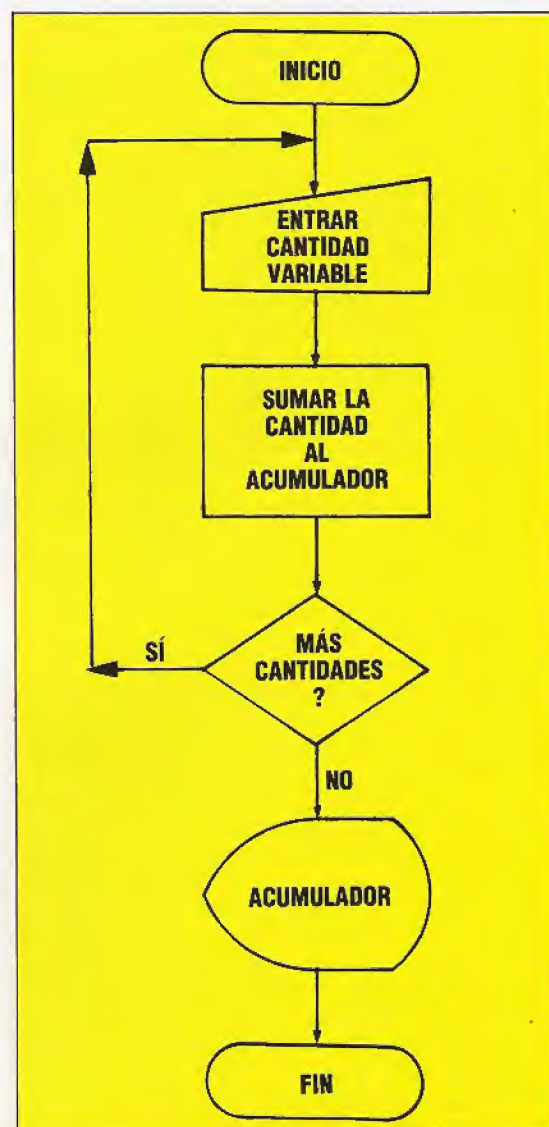 INICIO
ENTRAR
CANTIDAD
VARIABLE
SUMAR LA
CANTIDAD
AL
ACUMULADOR
MÁS
CANTIDADES
?
SÍ
NO
ACUMULADOR
FIN